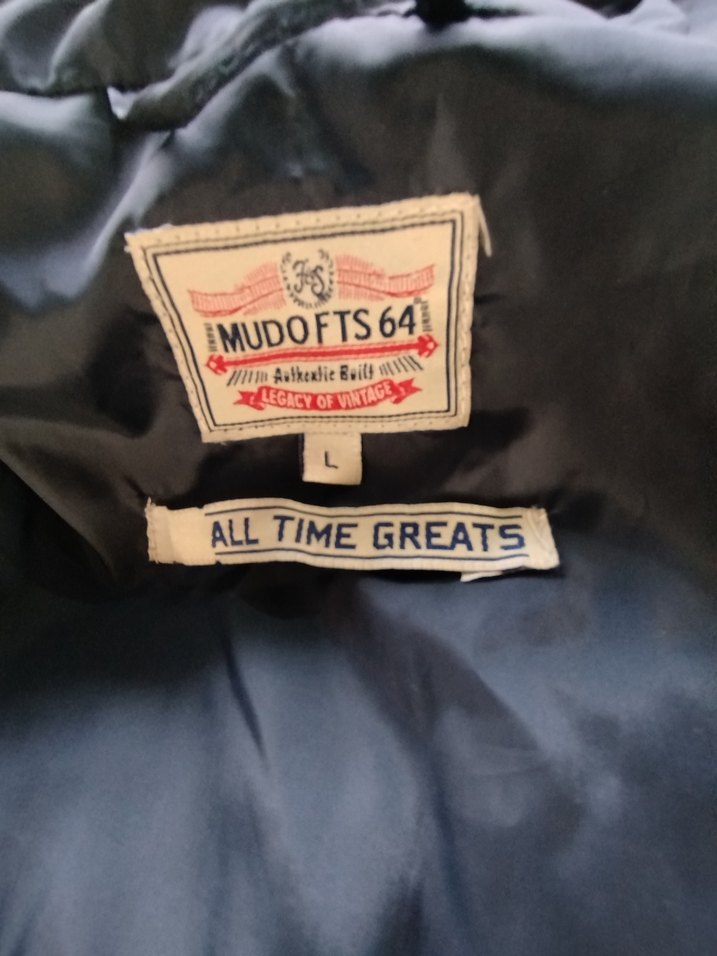 F&S
MUDO FTS 64
Authentic Built
LEGACY OF VINTAGE
L
ALL TIME GREATS